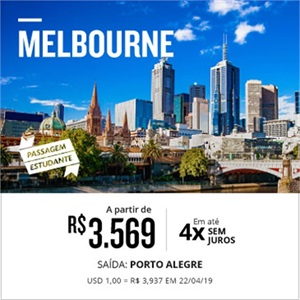 MELBOURNE
PASSAGEM
ESTUDANTE
A partir de
R$ 3.569
Em até
4x SEM
JUROS
SAÍDA: PORTO ALEGRE
USD 1,00 = R$ 3,937 EM 22/04/19